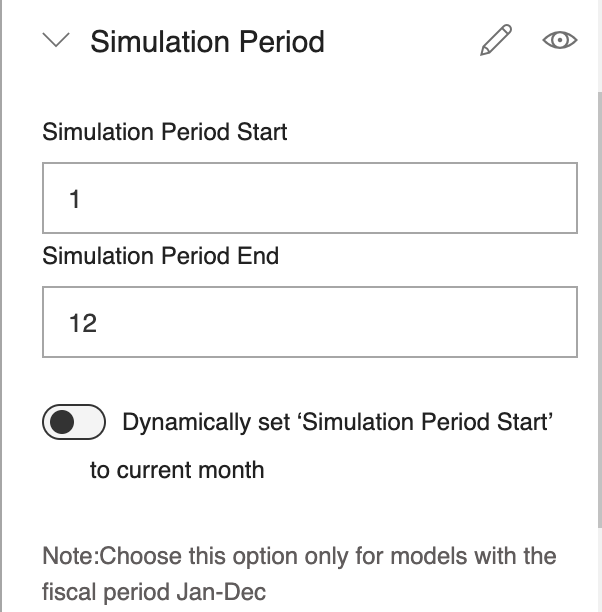 Simulation Period
Simulation Period Start
1
Simulation Period End
12
Dynamically set ‘Simulation Period Start’
to current month
Note:Choose this option only for models with the
fiscal period Jan-Dec